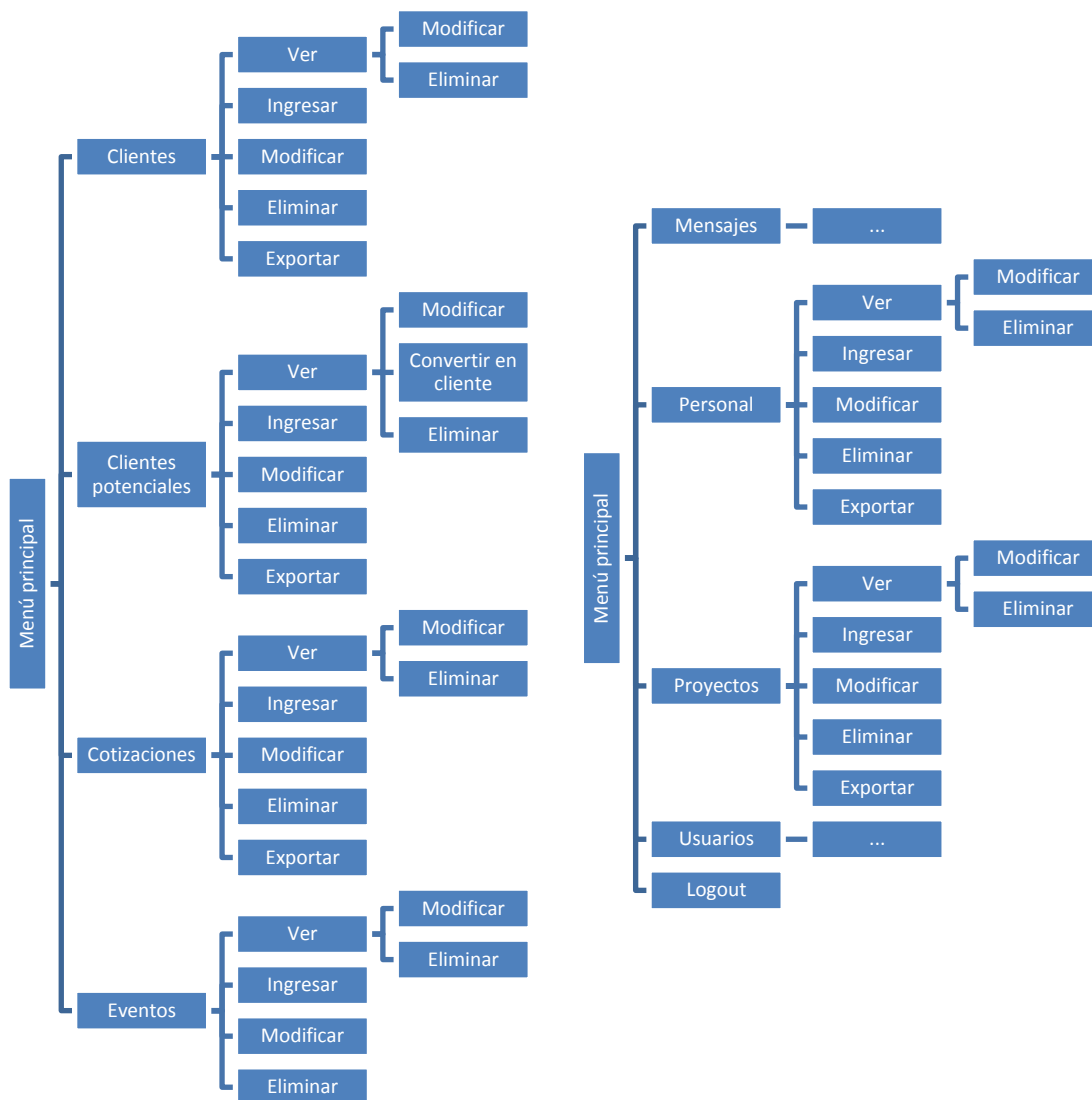 Menú principal
Clientes
Ver
Modificar
Eliminar
Ingresar
Modificar
Eliminar
Exportar
Clientes
potenciales
Ver
Modificar
Convertir en
cliente
Eliminar
Ingresar
Modificar
Eliminar
Exportar
Cotizaciones
Ver
Modificar
Eliminar
Ingresar
Modificar
Eliminar
Exportar
Eventos
Ver
Modificar
Eliminar
Ingresar
Modificar
Eliminar
Menú principal
Mensajes
...
Personal
Ver
Modificar
Eliminar
Ingresar
Modificar
Eliminar
Exportar
Proyectos
Ver
Modificar
Eliminar
Ingresar
Modificar
Eliminar
Exportar
Usuarios
...
Logout